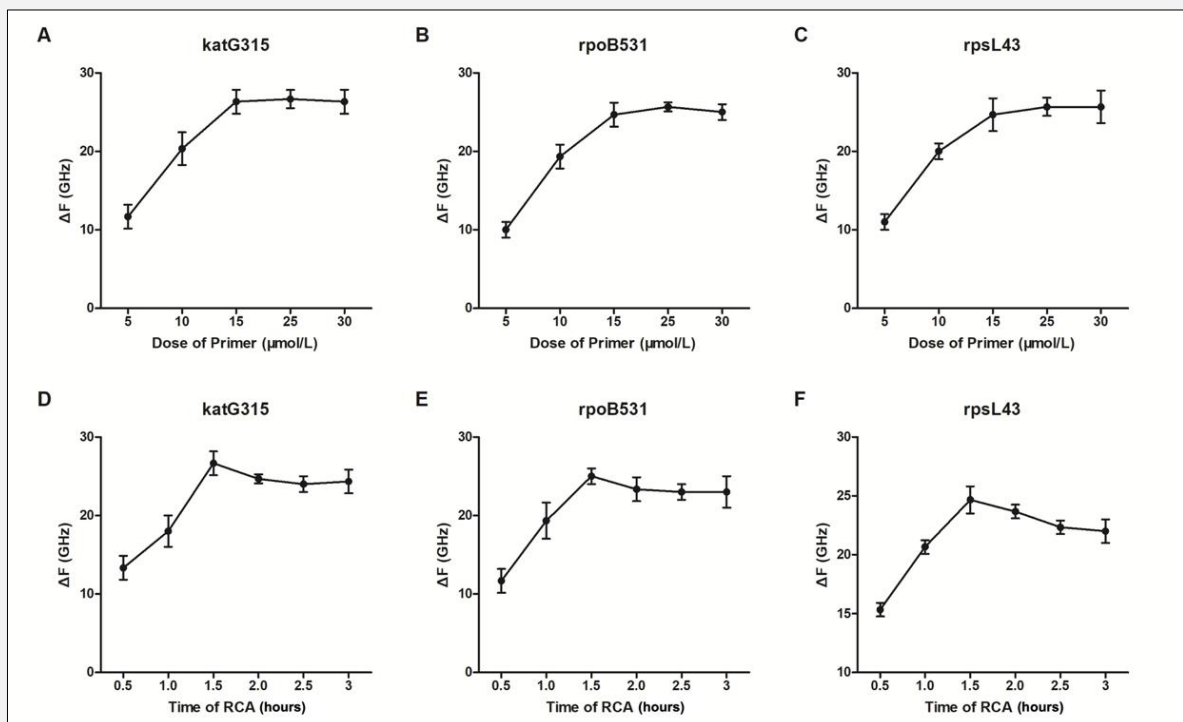 A
katG315
30
20
10
0
ΔF (GHz)
5 10 15 25 30
Dose of Primer (μmol/L)
B
rpoB531
30
20
10
0
ΔF (GHz)
5 10 15 25 30
Dose of Primer (μmol/L)
C
rpsL43
30
20
10
0
ΔF (GHz)
5 10 15 25 30
Dose of Primer (μmol/L)
D
katG315
30
20
10
0
ΔF (GHz)
0.5 1.0 1.5 2.0 2.5 3
Time of RCA (hours)
E
rpoB531
30
20
10
0
ΔF (GHz)
0.5 1.0 1.5 2.0 2.5 3
Time of RCA (hours)
F
rpsL43
30
25
20
15
10
ΔF (GHz)
0.5 1.0 1.5 2.0 2.5 3
Time of RCA (hours)